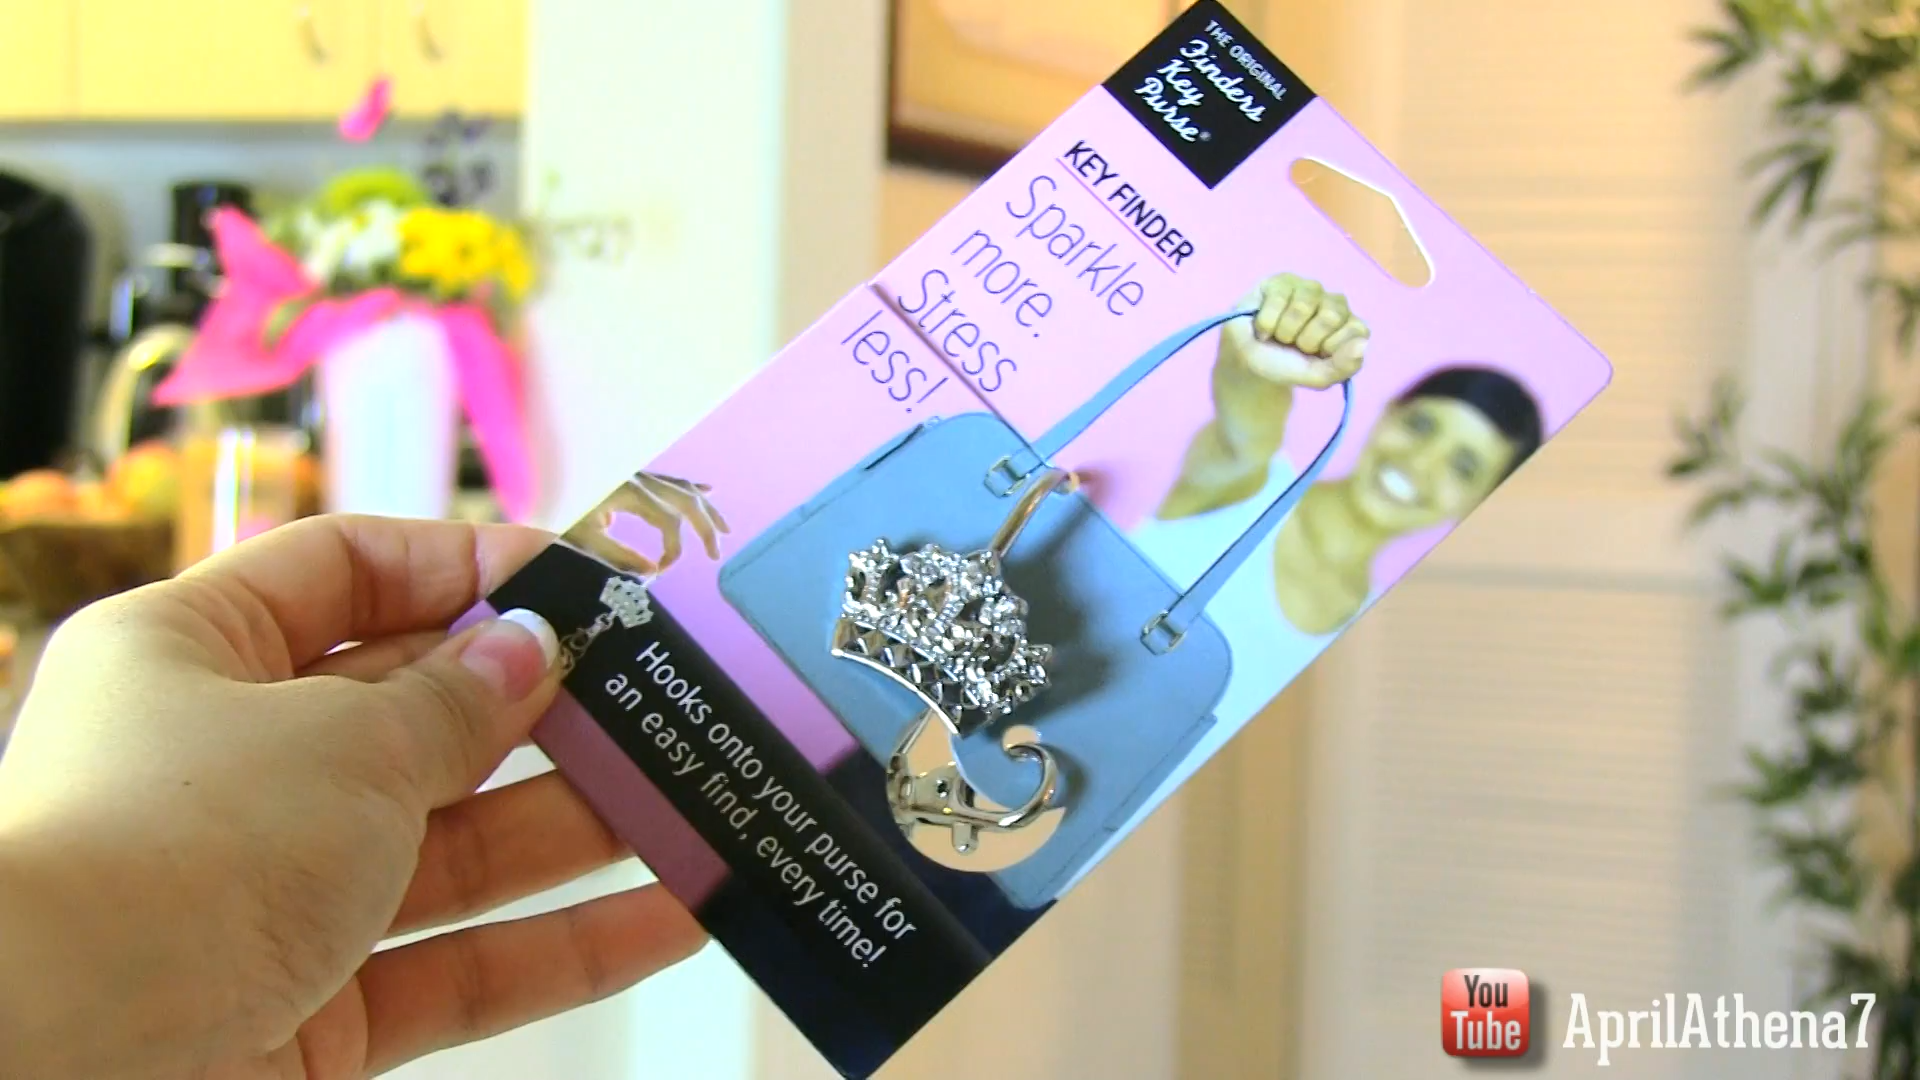 THE ORIGINAL
Finders
Key
Purse®
KEY FINDER
Sparkle
more.
Stress
less!
Hooks onto your purse for
an easy find, every time!
You
Tube
AprilAthena7